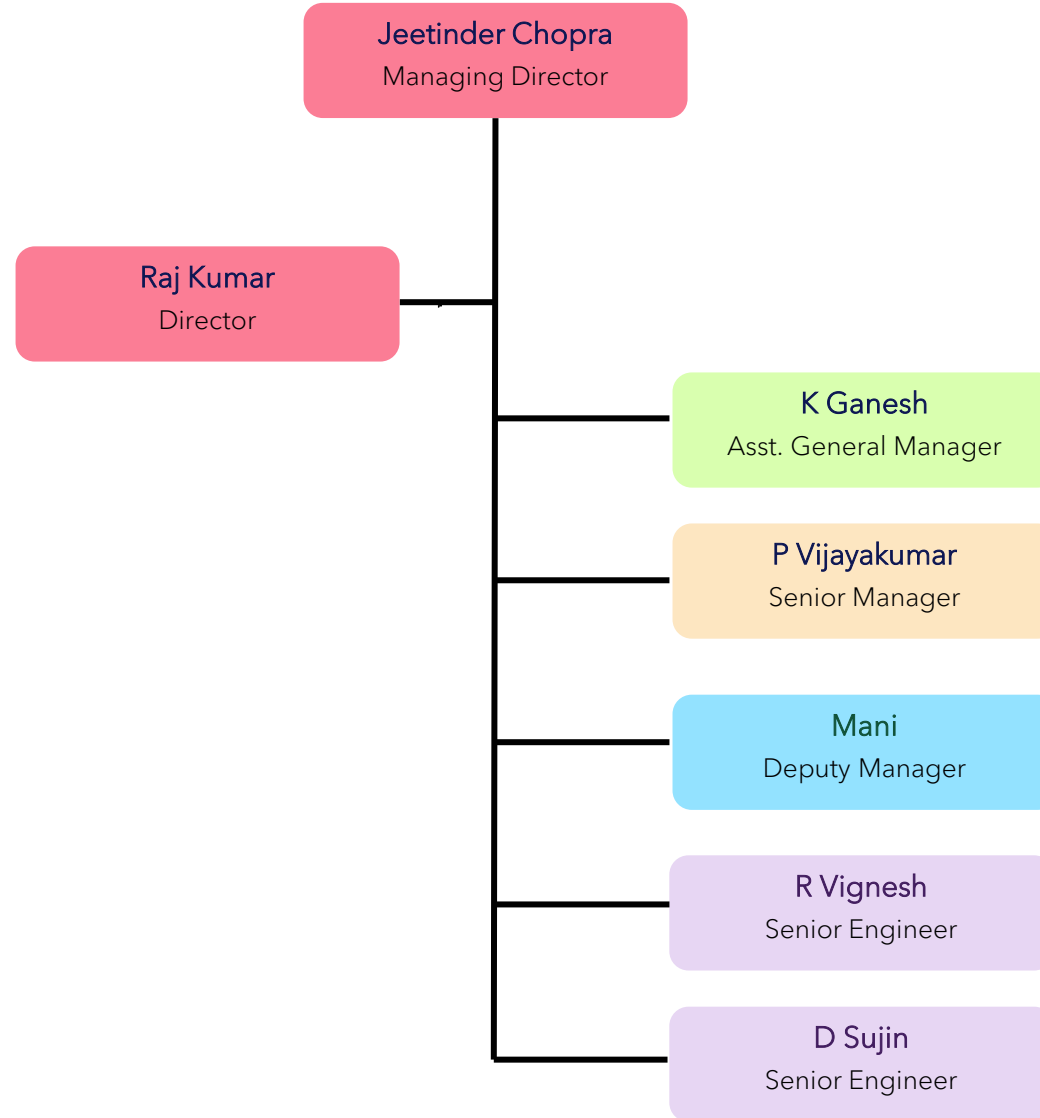 Jeetinder Chopra
Managing Director
Raj Kumar
Director
K Ganesh
Asst. General Manager
P Vijayakumar
Senior Manager
Mani
Deputy Manager
R Vignesh
Senior Engineer
D Sujin
Senior Engineer